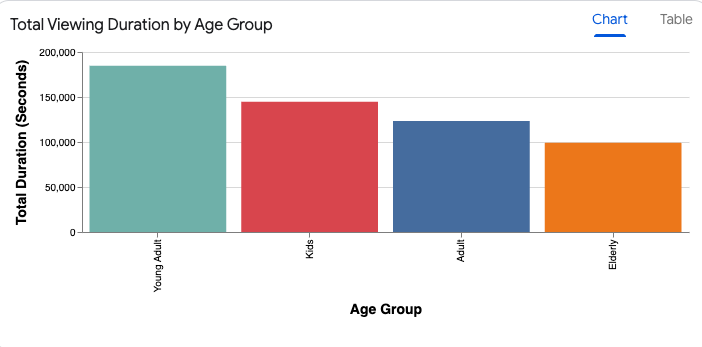 Total Viewing Duration by Age Group
Chart
Table
Total Duration (Seconds)
200,000
150,000
100,000
50,000
0
Young Adult
Kids
Adult
Elderly
Age Group